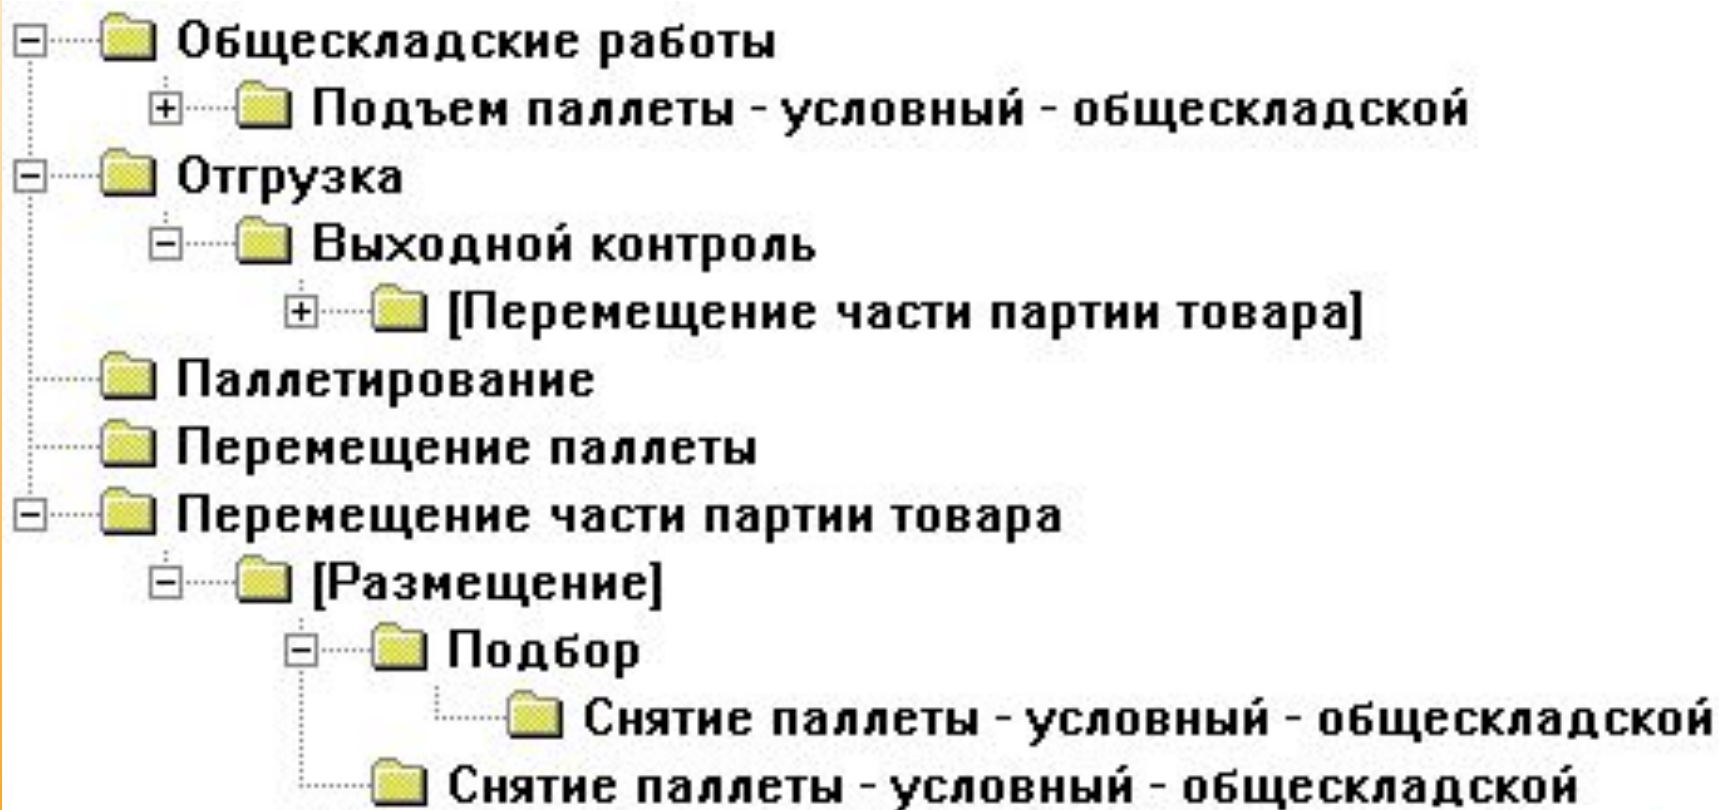 Общескладские работы
Подъем паллеты - условный - общескладской
Отгрузка
Выходной контроль
[Перемещение части партии товара]
Паллетирование
Перемещение паллеты
Перемещение части партии товара
[Размещение]
Подбор
Снятие паллеты - условный - общескладской
Снятие паллеты - условный - общескладской